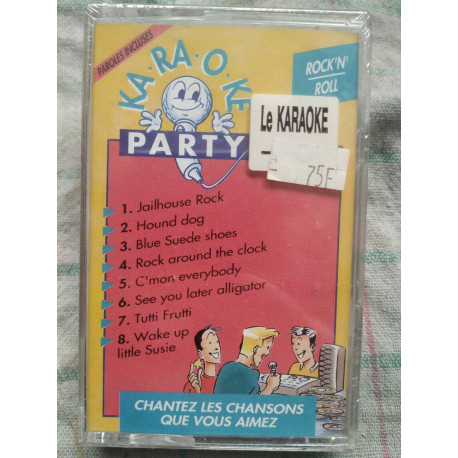 PAROLES INCLUSES
KA•RA•O•KE
PARTY
ROCK'N'
ROLL
Le KARAOKE
75F
1. Jailhouse Rock
2. Hound dog
3. Blue Suede shoes
4. Rock around the clock
5. C'mon everybody
6. See you later alligator
7. Tutti Frutti
8. Wake up
little Susie
CHANTEZ LES CHANSONS
QUE VOUS AIMEZ